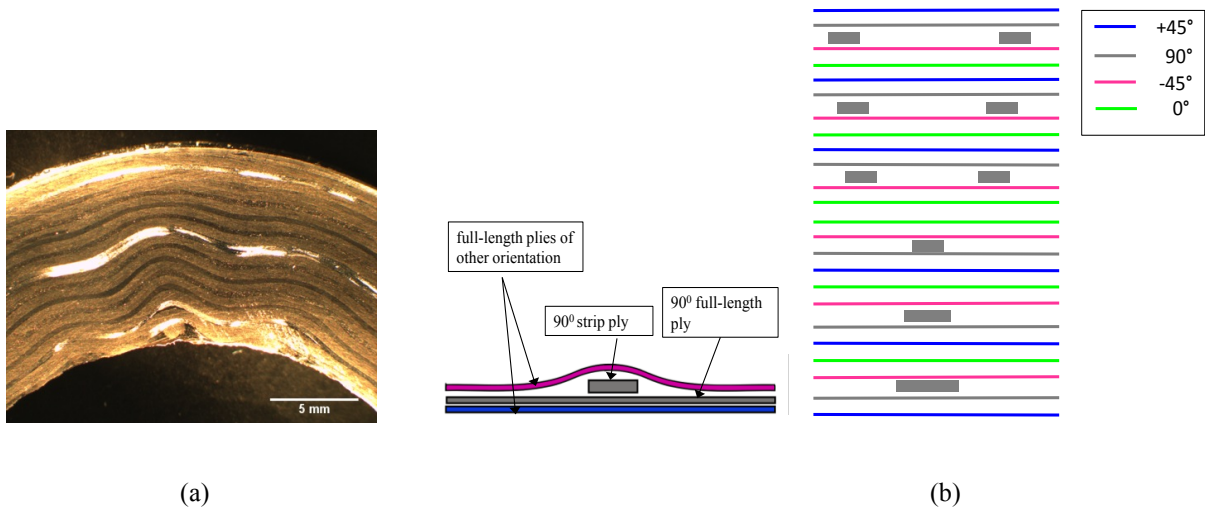 +45°
90°
-45°
0°
full-length plies of
other orientation
90⁰ strip ply
90⁰ full-length
ply
5 mm
(a)
(b)